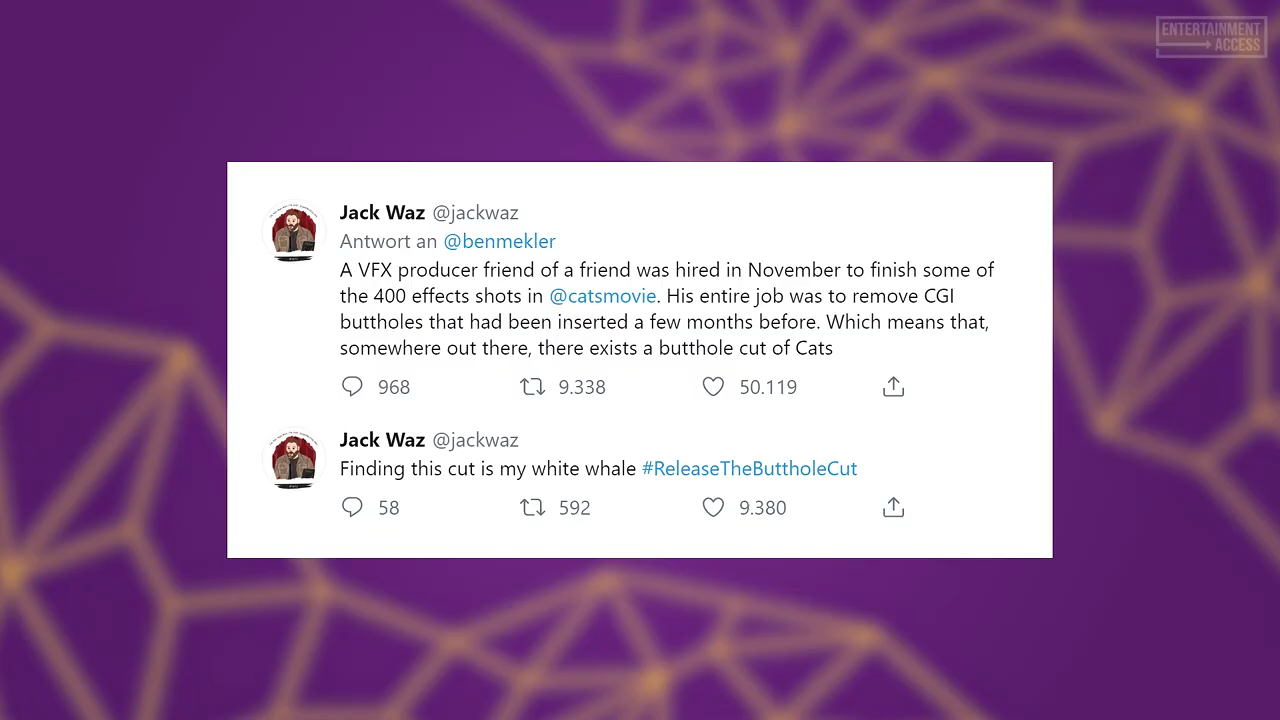 ENTERTAINMENT
ACCESS
Jack Waz @jackwaz
Antwort an @benmekler
A VFX producer friend of a friend was hired in November to finish some of
the 400 effects shots in @catsmovie. His entire job was to remove CGI
buttholes that had been inserted a few months before. Which means that,
somewhere out there, there exists a butthole cut of Cats
968 9.338 50.119
Jack Waz @jackwaz
Finding this cut is my white whale #ReleaseTheButtholeCut
58 592 9.380